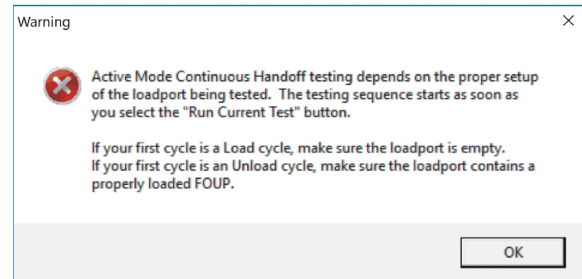 Warning
Active Mode Continuous Handoff testing depends on the proper setup
of the loadport being tested.  The testing sequence starts as soon as
you select the "Run Current Test" button.
If your first cycle is a Load cycle, make sure the loadport is empty.
If your first cycle is an Unload cycle, make sure the loadport contains a
properly loaded FOUP.
OK